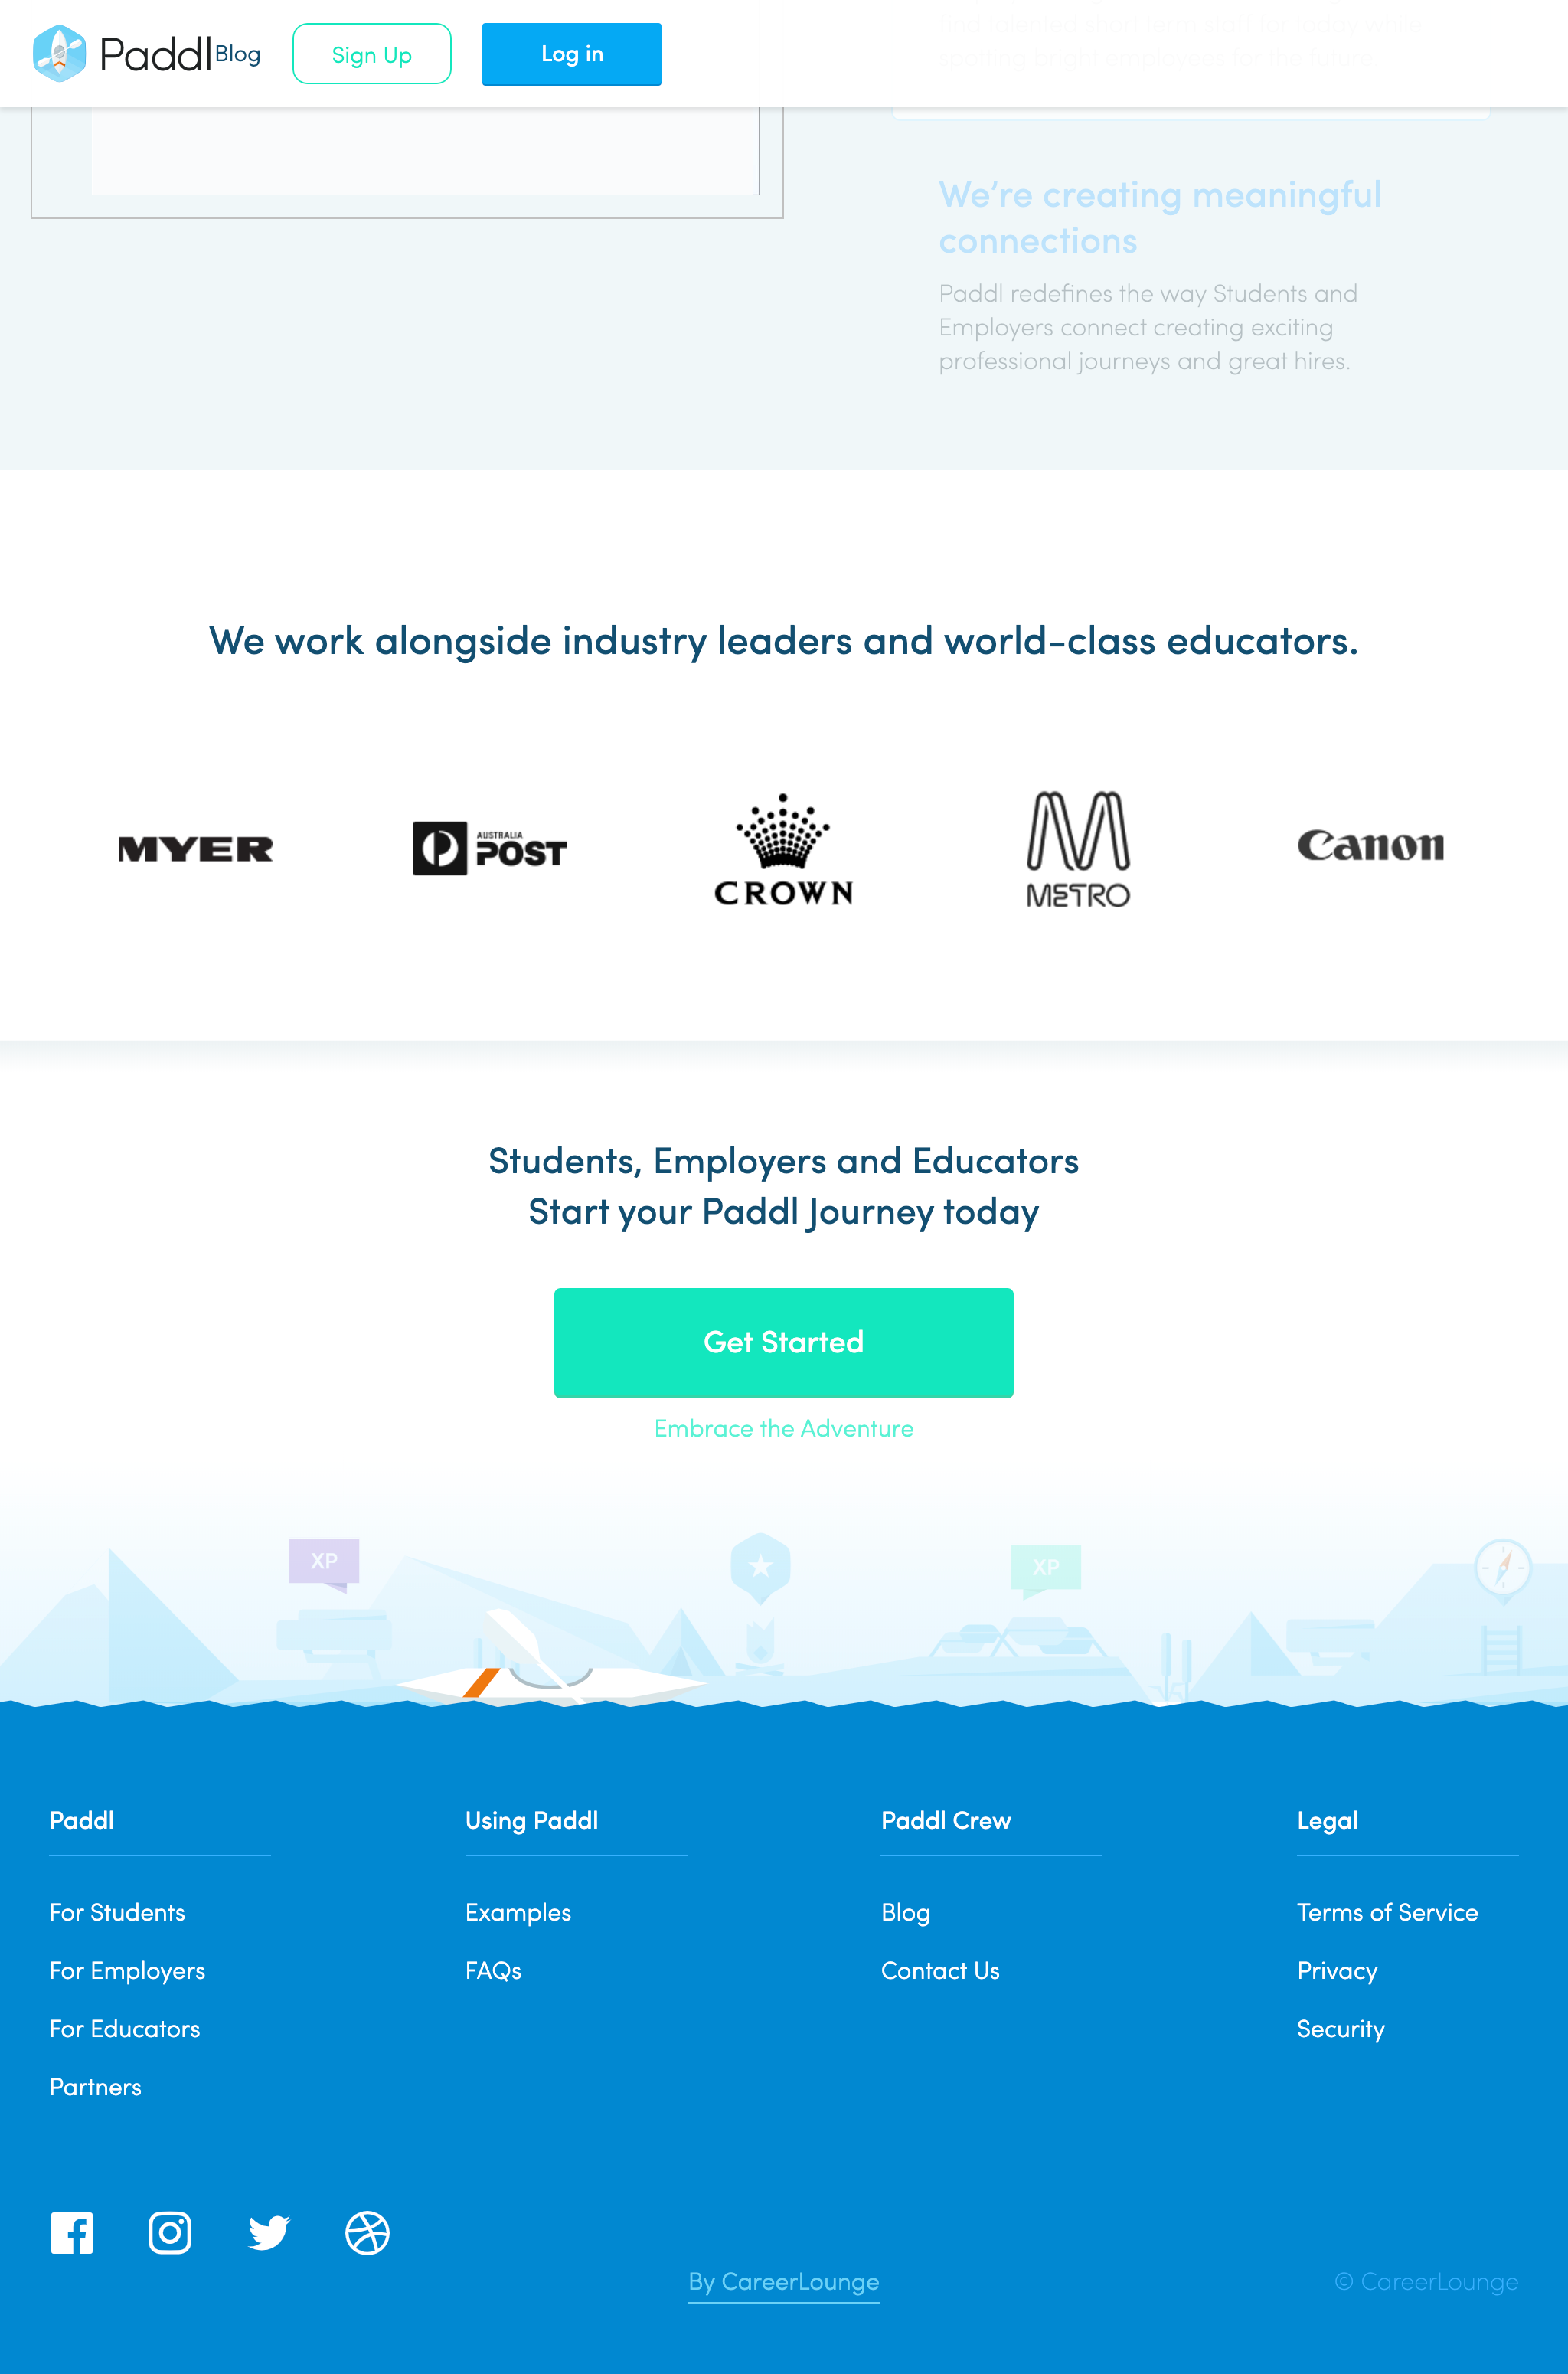 Paddl
Blog
Sign Up
Log in
find talented short term staff for today while
spotting bright employees for the future.
We're creating meaningful
connections
Paddl redefines the way Students and
Employers connect creating exciting
professional journeys and great hires.
We work alongside industry leaders and world-class educators.
MYER
AUSTRALIA
POST
CROWN
METRO
Canon
Students, Employers and Educators
Start your Paddl Journey today
Get Started
Embrace the Adventure
XP
XP
Paddl
Using Paddl
Paddl Crew
Legal
For Students
Examples
Blog
Terms of Service
For Employers
FAQs
Contact Us
Privacy
For Educators
Security
Partners
By CareerLounge
© CareerLounge